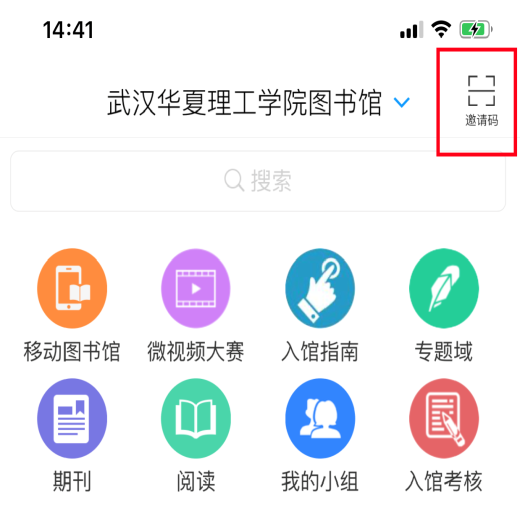 14:41
武汉华夏理工学院图书馆
邀请码
搜索
移动图书馆 微视频大赛 入馆指南 专题域
期刊 阅读 我的小组 入馆考核